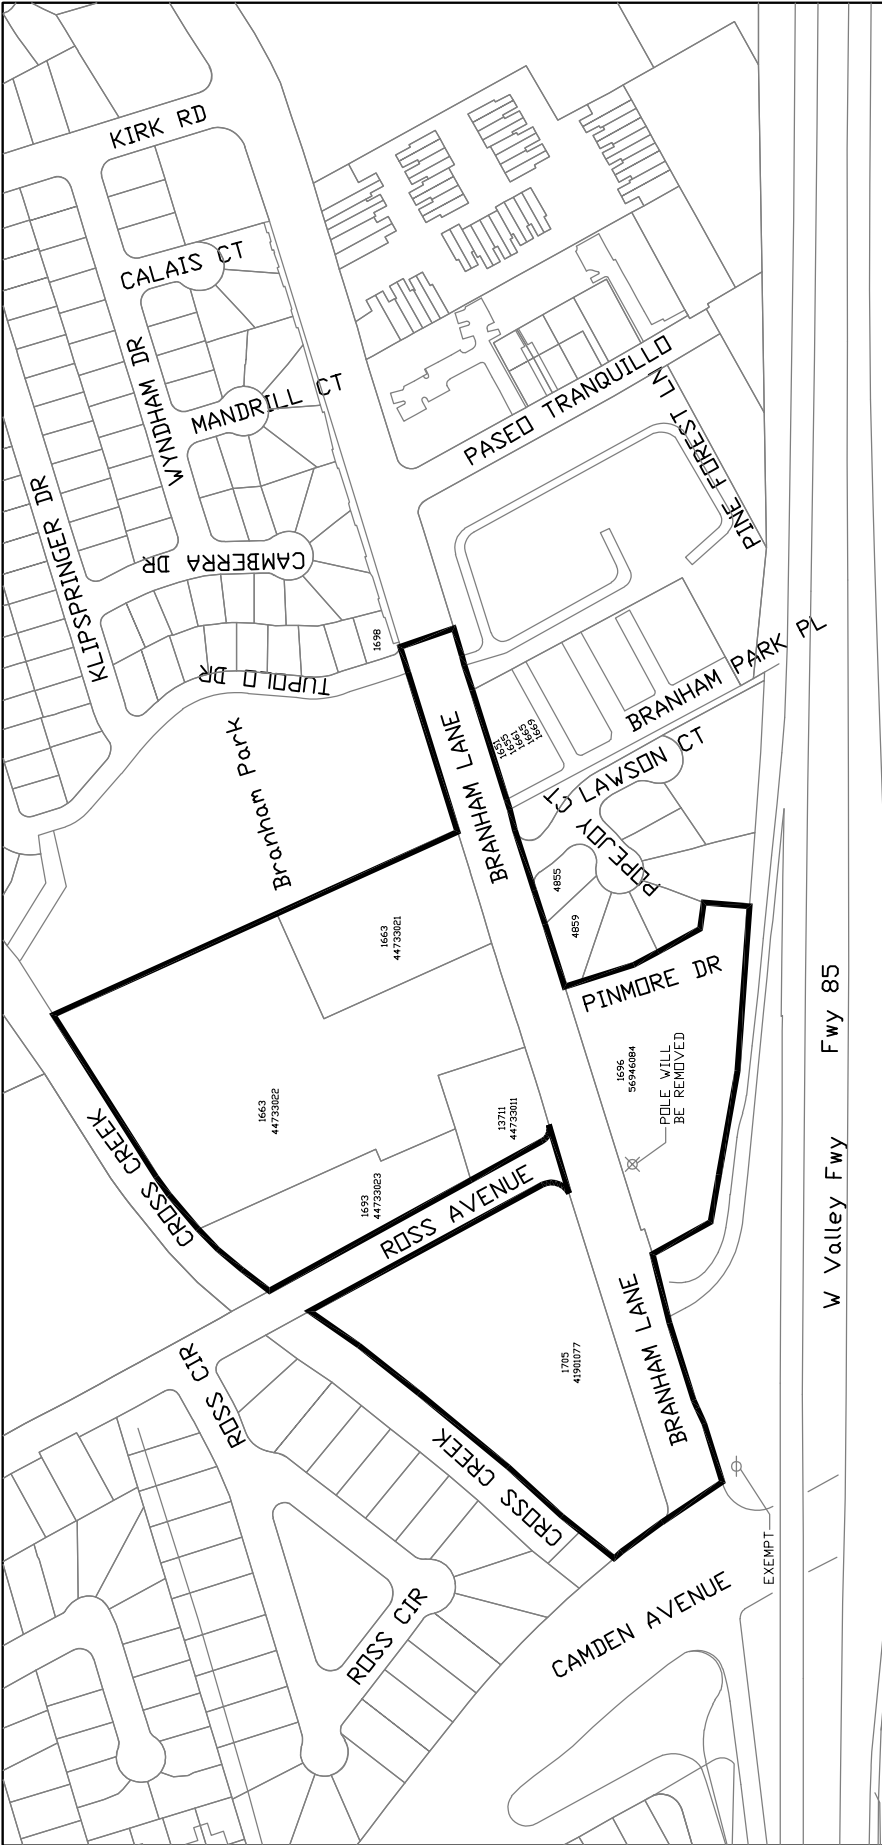 KIRK RD
CALAIS CT
WYNDHAM DR
MANDRILL CT
KLIPSPRINGER DR
CAMBERRA DR
TUPOLO DR
PASEO TRANQUILLO
PINE FOREST LN
1698
BRANHAM LANE
1651
1655
1661
1665
1669
BRANHAM PARK PL
LAWSON CT
POPEJOY CT
Branham Park
4855
4859
1663
44733021
PINMORE DR
1696
56946084
POLE WILL
BE REMOVED
W Valley Fwy
Fwy 85
1663
44733022
13711
44733011
1693
44733023
CROSS CREEK
ROSS AVENUE
ROSS CIR
1705
41901077
BRANHAM LANE
CROSS CREEK
EXEMPT
CAMDEN AVENUE
ROSS CIR